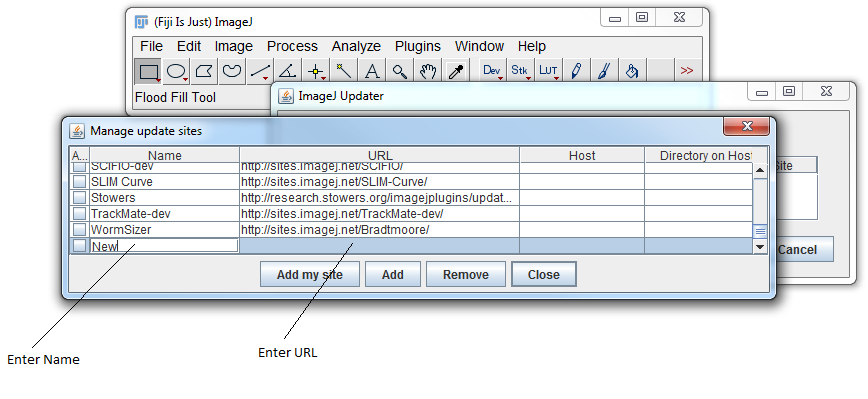 (Fiji Is Just) ImageJ
File Edit Image Process Analyze Plugins Window Help
Dev Stk LUT >>
Flood Fill Tool
ImageJ Updater
Manage update sites
A... Name URL Host Directory on Host
Site
SCIFIO-dev http://sites.imagej.net/SCIFIO/
SLIM Curve http://sites.imagej.net/SLIM-Curve/
Stowers http://research.stowers.org/imagejplugins/updat...
TrackMate-dev http://sites.imagej.net/TrackMate-dev/
WormSizer http://sites.imagej.net/Bradtmoore/
New
Cancel
Add my site Add Remove Close
Enter Name
Enter URL